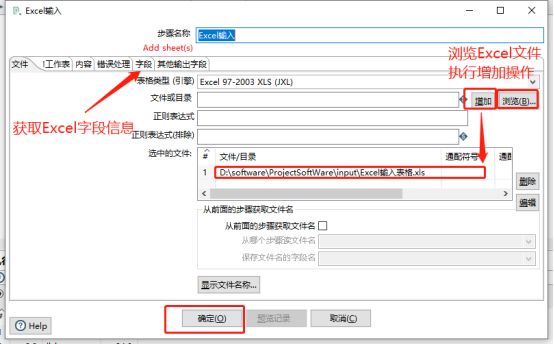 Excel输入
步骤名称 Excel输入
Add sheet(s)
文件 !工作表 内容 错误处理 字段 其他输出字段
浏览Excel文件
执行增加操作
表格类型 (引擎) Excel 97-2003 XLS (JXL)
文件或目录 增加 浏览(B)...
正则表达式
获取Excel字段信息
正则表达式(排除)
选中的文件:
# 文件/目录 通配符号 通配
1 D:\software\ProjectSoftWare\input\Excel输入表格.xls
删除
编辑
从前面的步骤获取文件名
从前面的步骤获取文件名
从哪个步骤读文件名
保存文件名的字段名
显示文件名称...
确定(O) 预览记录 取消(C)
Help